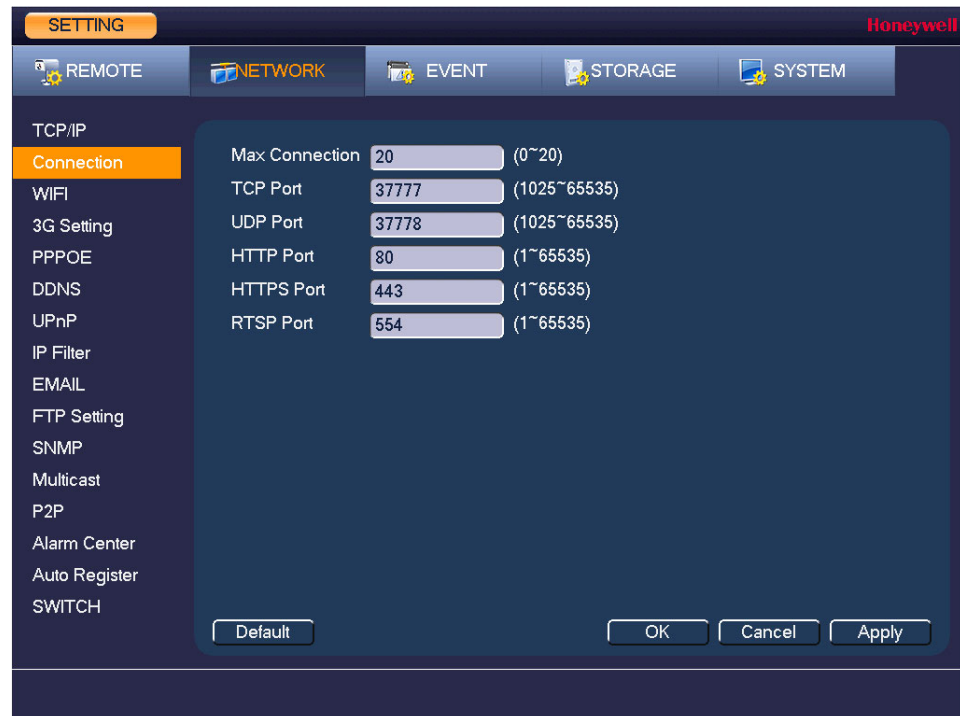 SETTING Honeywell
REMOTE NETWORK EVENT STORAGE SYSTEM
TCP/IP
Connection
WIFI
3G Setting
PPPOE
DDNS
UPnP
IP Filter
EMAIL
FTP Setting
SNMP
Multicast
P2P
Alarm Center
Auto Register
SWITCH
Max Connection 20 (0~20)
TCP Port 37777 (1025~65535)
UDP Port 37778 (1025~65535)
HTTP Port 80 (1~65535)
HTTPS Port 443 (1~65535)
RTSP Port 554 (1~65535)
Default OK Cancel Apply